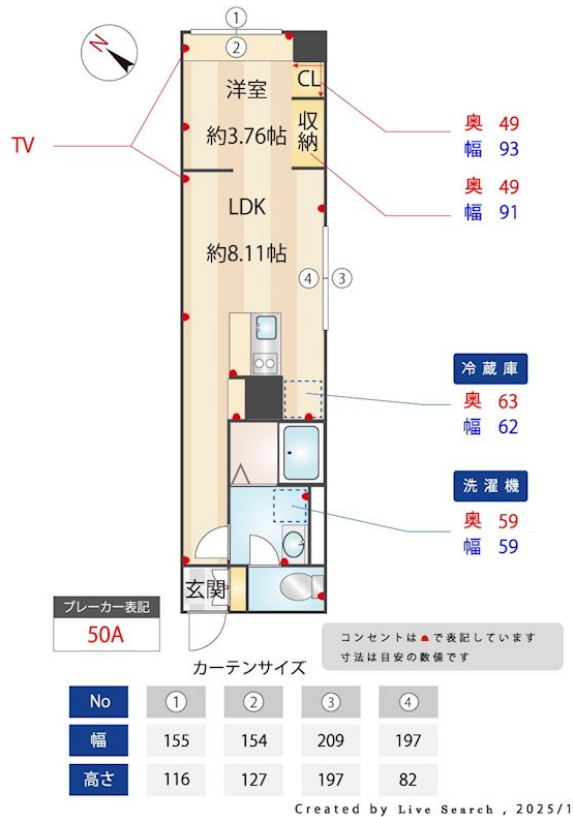 ①
②
N
CL
洋室
奥 49
幅 93
収納
約3.76帖
TV
奥 49
幅 91
LDK
約8.11帖
④ ③
冷蔵庫
奥 63
幅 62
洗濯機
奥 59
幅 59
玄関
ブレーカー表記
50A
コンセントは で表記しています
寸法は目安の数値です
カーテンサイズ
No ① ② ③ ④
幅 155 154 209 197
高さ 116 127 197 82
Created by Live Search , 2025/1